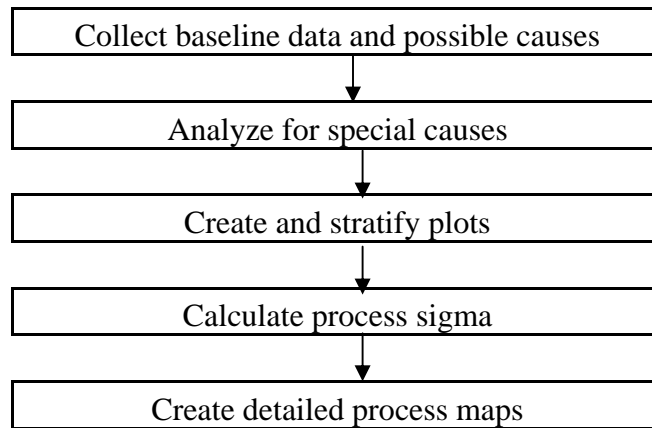 Collect baseline data and possible causes
Analyze for special causes
Create and stratify plots
Calculate process sigma
Create detailed process maps